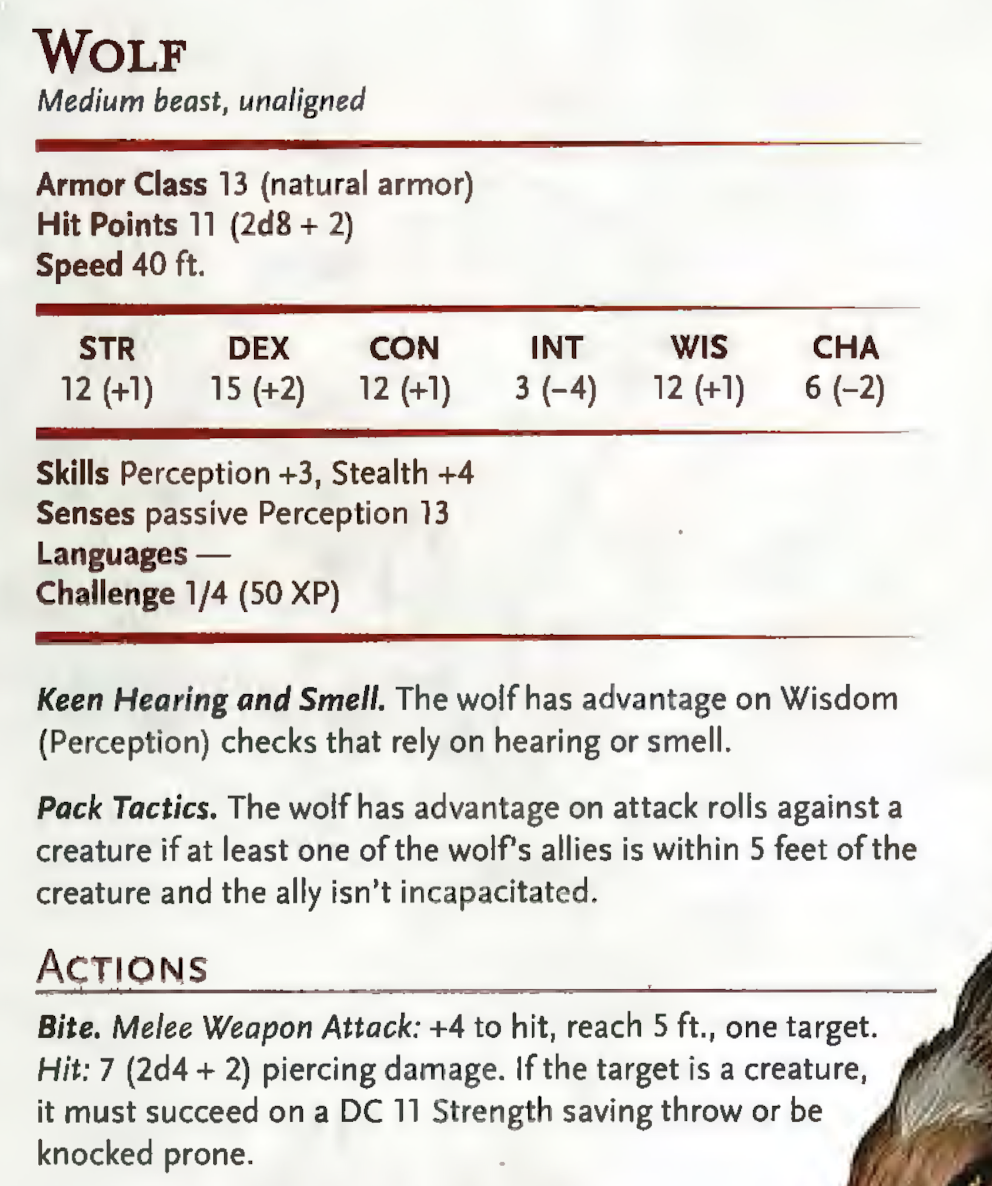 WOLF
Medium beast, unaligned
Armor Class 13 (natural armor)
Hit Points 11 (2d8 + 2)
Speed 40 ft.
STR DEX CON INT WIS CHA
12 (+1) 15 (+2) 12 (+1) 3 (−4) 12 (+1) 6 (−2)
Skills Perception +3, Stealth +4
Senses passive Perception 13
Languages —
Challenge 1/4 (50 XP)
Keen Hearing and Smell. The wolf has advantage on Wisdom
(Perception) checks that rely on hearing or smell.
Pack Tactics. The wolf has advantage on attack rolls against a
creature if at least one of the wolf's allies is within 5 feet of the
creature and the ally isn't incapacitated.
ACTIONS
Bite. Melee Weapon Attack: +4 to hit, reach 5 ft., one target.
Hit: 7 (2d4 + 2) piercing damage. If the target is a creature,
it must succeed on a DC 11 Strength saving throw or be
knocked prone.